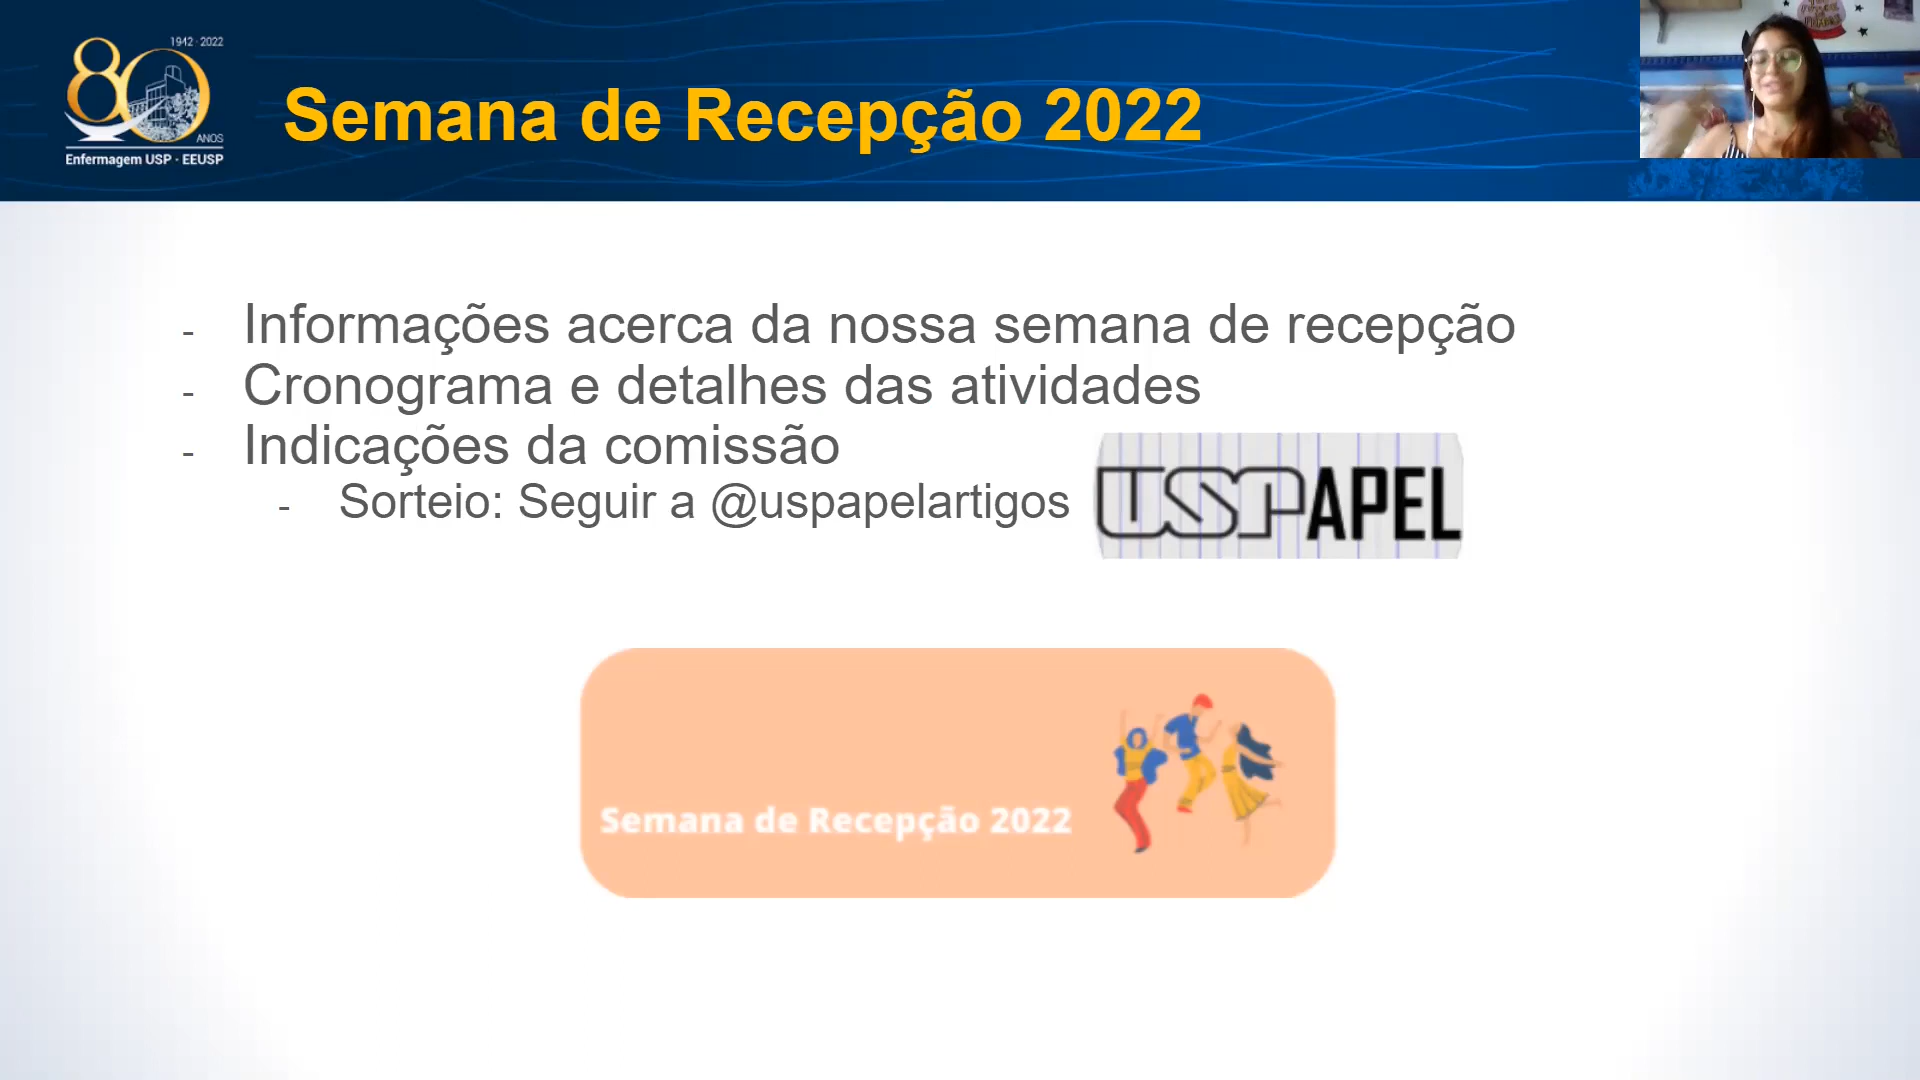 1942 · 2022
80
ANOS
Enfermagem USP · EEUSP
Semana de Recepção 2022
- Informações acerca da nossa semana de recepção
- Cronograma e detalhes das atividades
- Indicações da comissão
- Sorteio: Seguir a @uspapelartigos
USPAPEL
Semana de Recepção 2022